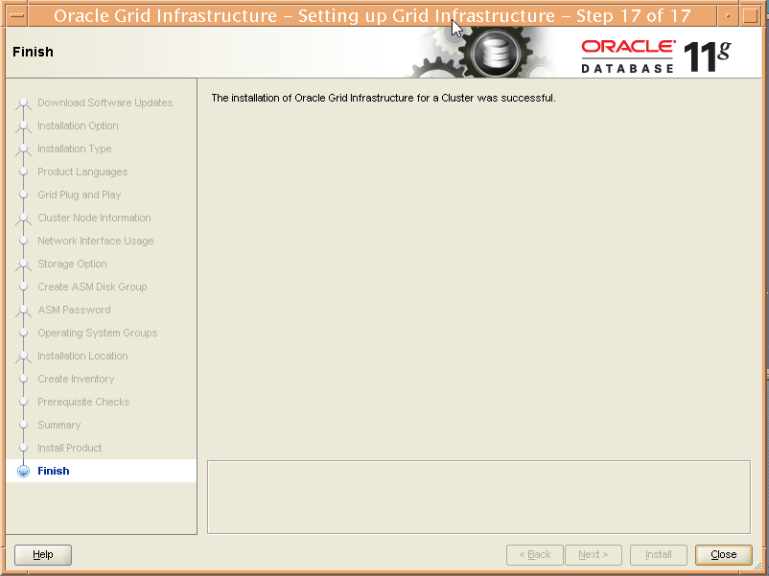 Oracle Grid Infrastructure – Setting up Grid Infrastructure – Step 17 of 17
Finish
ORACLE 11g
DATABASE
Download Software Updates
Installation Option
Installation Type
Product Languages
Grid Plug and Play
Cluster Node Information
Network Interface Usage
Storage Option
Create ASM Disk Group
ASM Password
Operating System Groups
Installation Location
Create Inventory
Prerequisite Checks
Summary
Install Product
Finish
The installation of Oracle Grid Infrastructure for a Cluster was successful.
Help
< Back
Next >
Install
Close